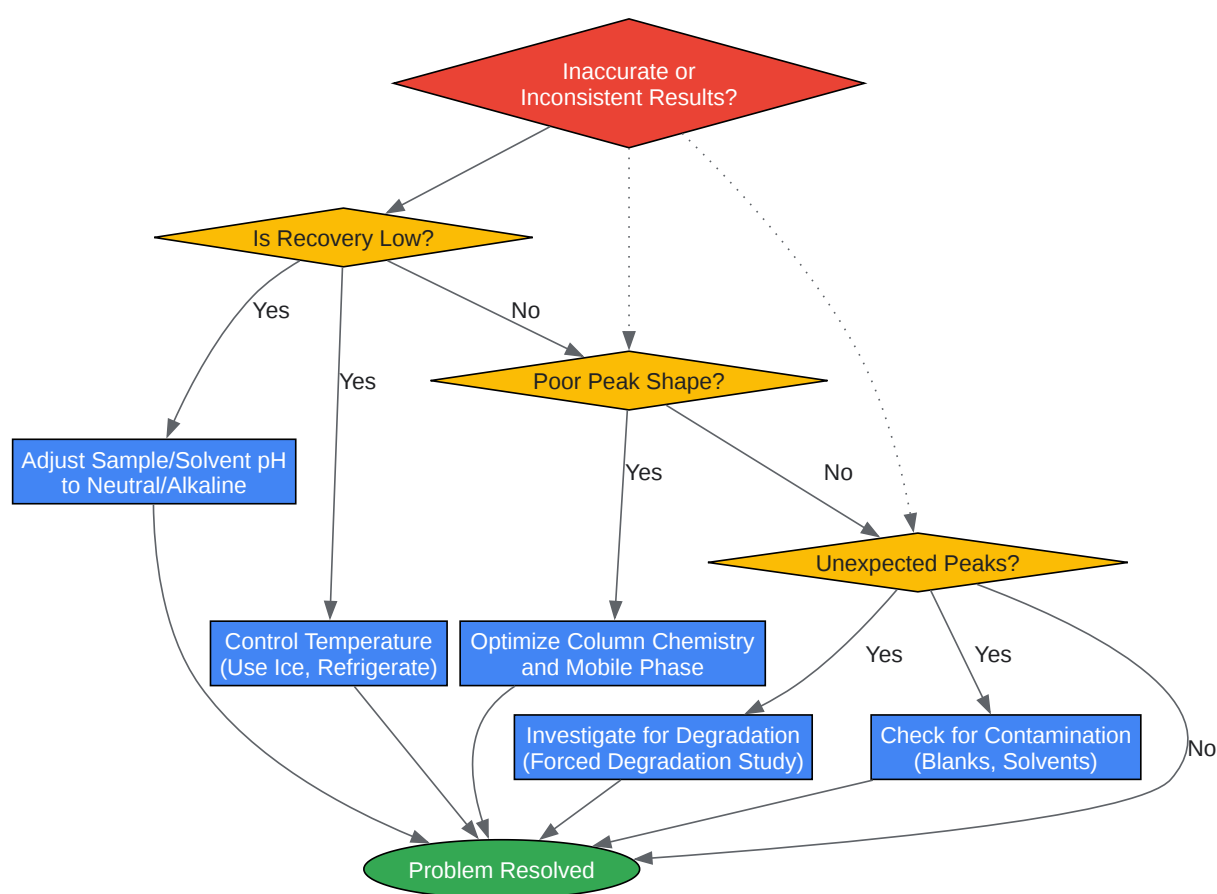 Inaccurate or
Inconsistent Results?
Is Recovery Low?
Yes
No
Yes
Poor Peak Shape?
Adjust Sample/Solvent pH
to Neutral/Alkaline
Yes
No
Unexpected Peaks?
Control Temperature
(Use Ice, Refrigerate)
Optimize Column Chemistry
and Mobile Phase
Yes
Yes
Investigate for Degradation
(Forced Degradation Study)
Check for Contamination
(Blanks, Solvents)
No
Problem Resolved